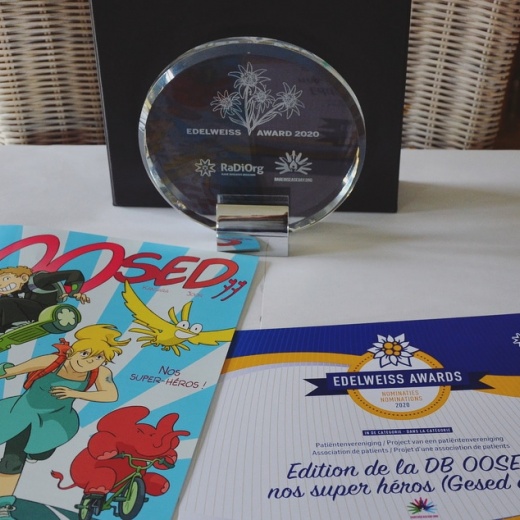 EDELWEISS AWARD 2020
RaDiOrg
OOSED
NOS
SUPER-HÉROS !
EDELWEISS AWARDS
NOMINATIES
NOMINATIONS
2020
IN DE CATEGORIE - DANS LA CATÉGORIE
Patiëntenvereniging / Project van een patiëntenvereniging
Association de patients / Projet d'une association de patients
Edition de la DB OOSE
nos super héros (Gesed